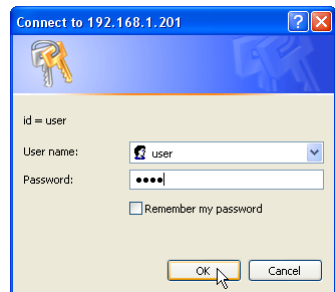 Connect to 192.168.1.201
id = user
User name:
user
Password:
••••
Remember my password
OK
Cancel